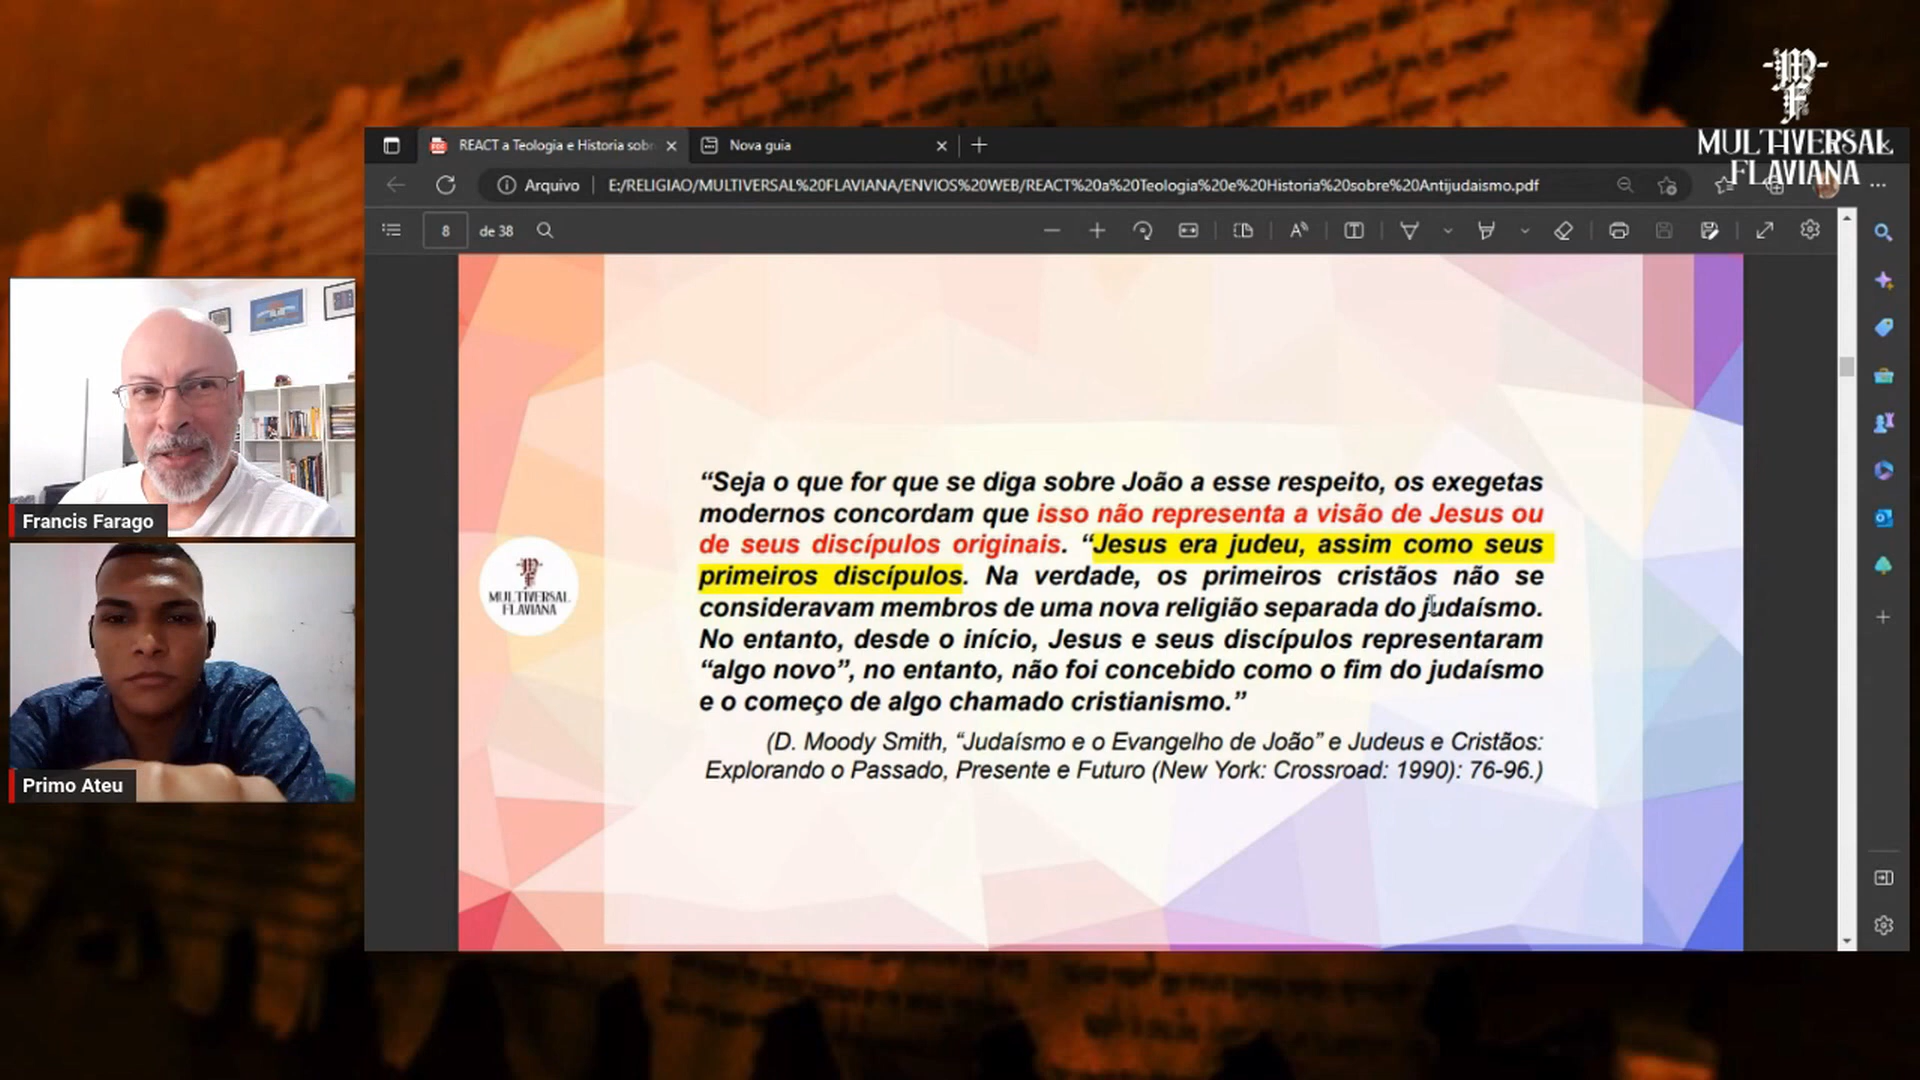 MF
MULTIVERSAL
FLAVIANA
REACT a Teologia e Historia sobr
Nova guia
Arquivo
E:/RELIGIAO/MULTIVERSAL%20FLAVIANA/ENVIOS%20WEB/REACT%20a%20Teologia%20e%20Historia%20sobre%20Antijudaismo.pdf
8 de 38
“Seja o que for que se diga sobre João a esse respeito, os exegetas
modernos concordam que isso não representa a visão de Jesus ou
de seus discípulos originais. “Jesus era judeu, assim como seus
primeiros discípulos. Na verdade, os primeiros cristãos não se
consideravam membros de uma nova religião separada do judaísmo.
No entanto, desde o início, Jesus e seus discípulos representaram
“algo novo”, no entanto, não foi concebido como o fim do judaísmo
e o começo de algo chamado cristianismo.”
(D. Moody Smith, “Judaísmo e o Evangelho de João” e Judeus e Cristãos:
Explorando o Passado, Presente e Futuro (New York: Crossroad: 1990): 76-96.)
MF
MULTIVERSAL
FLAVIANA
Francis Farago
Primo Ateu